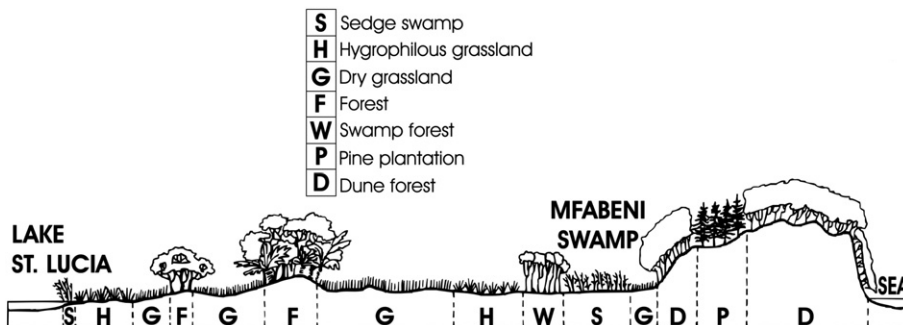 S Sedge swamp
H Hygrophilous grassland
G Dry grassland
F Forest
W Swamp forest
P Pine plantation
D Dune forest
MFABENI
SWAMP
LAKE
ST. LUCIA
SEA
S H G F G F G H W S G D P D